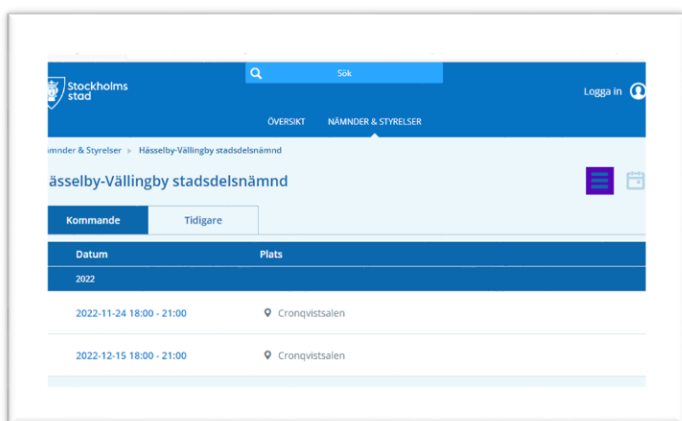 Stockholms
stad
Sök
Logga in
ÖVERSIKT NÄMNDER & STYRELSER
ämnder & Styrelser Hässelby-Vällingby stadsdelsnämnd
ässelby-Vällingby stadsdelsnämnd
Kommande Tidigare
Datum Plats
2022
2022-11-24 18:00 - 21:00 Cronqvistsalen
2022-12-15 18:00 - 21:00 Cronqvistsalen